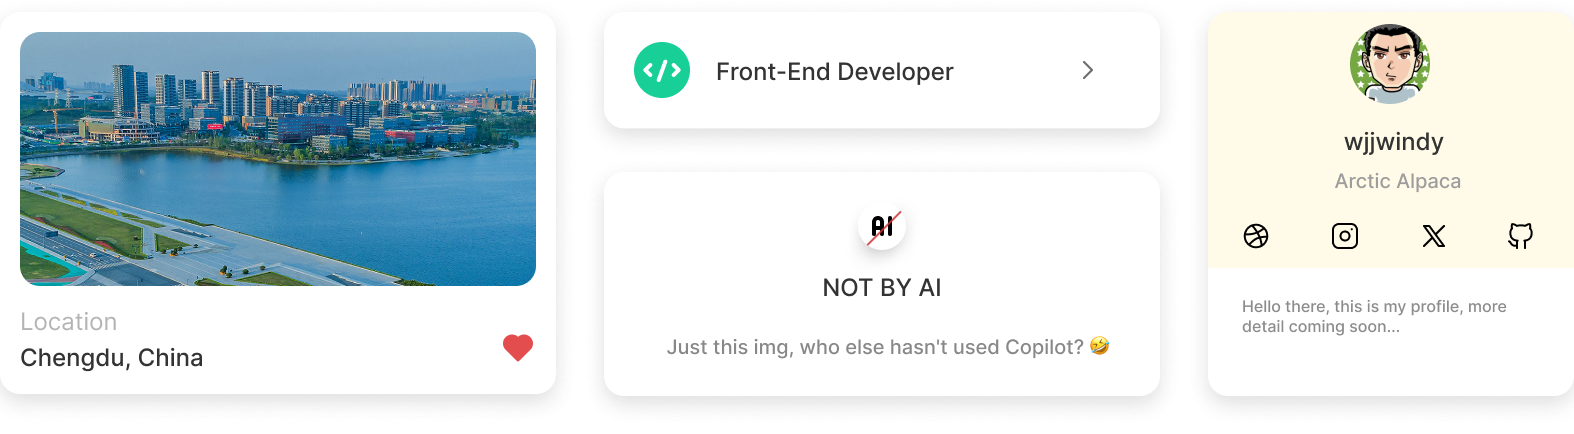 Location
Chengdu, China
Front-End Developer
AI
NOT BY AI
Just this img, who else hasn't used Copilot? 🤣
wjjwindy
Arctic Alpaca
Hello there, this is my profile, more
detail coming soon...